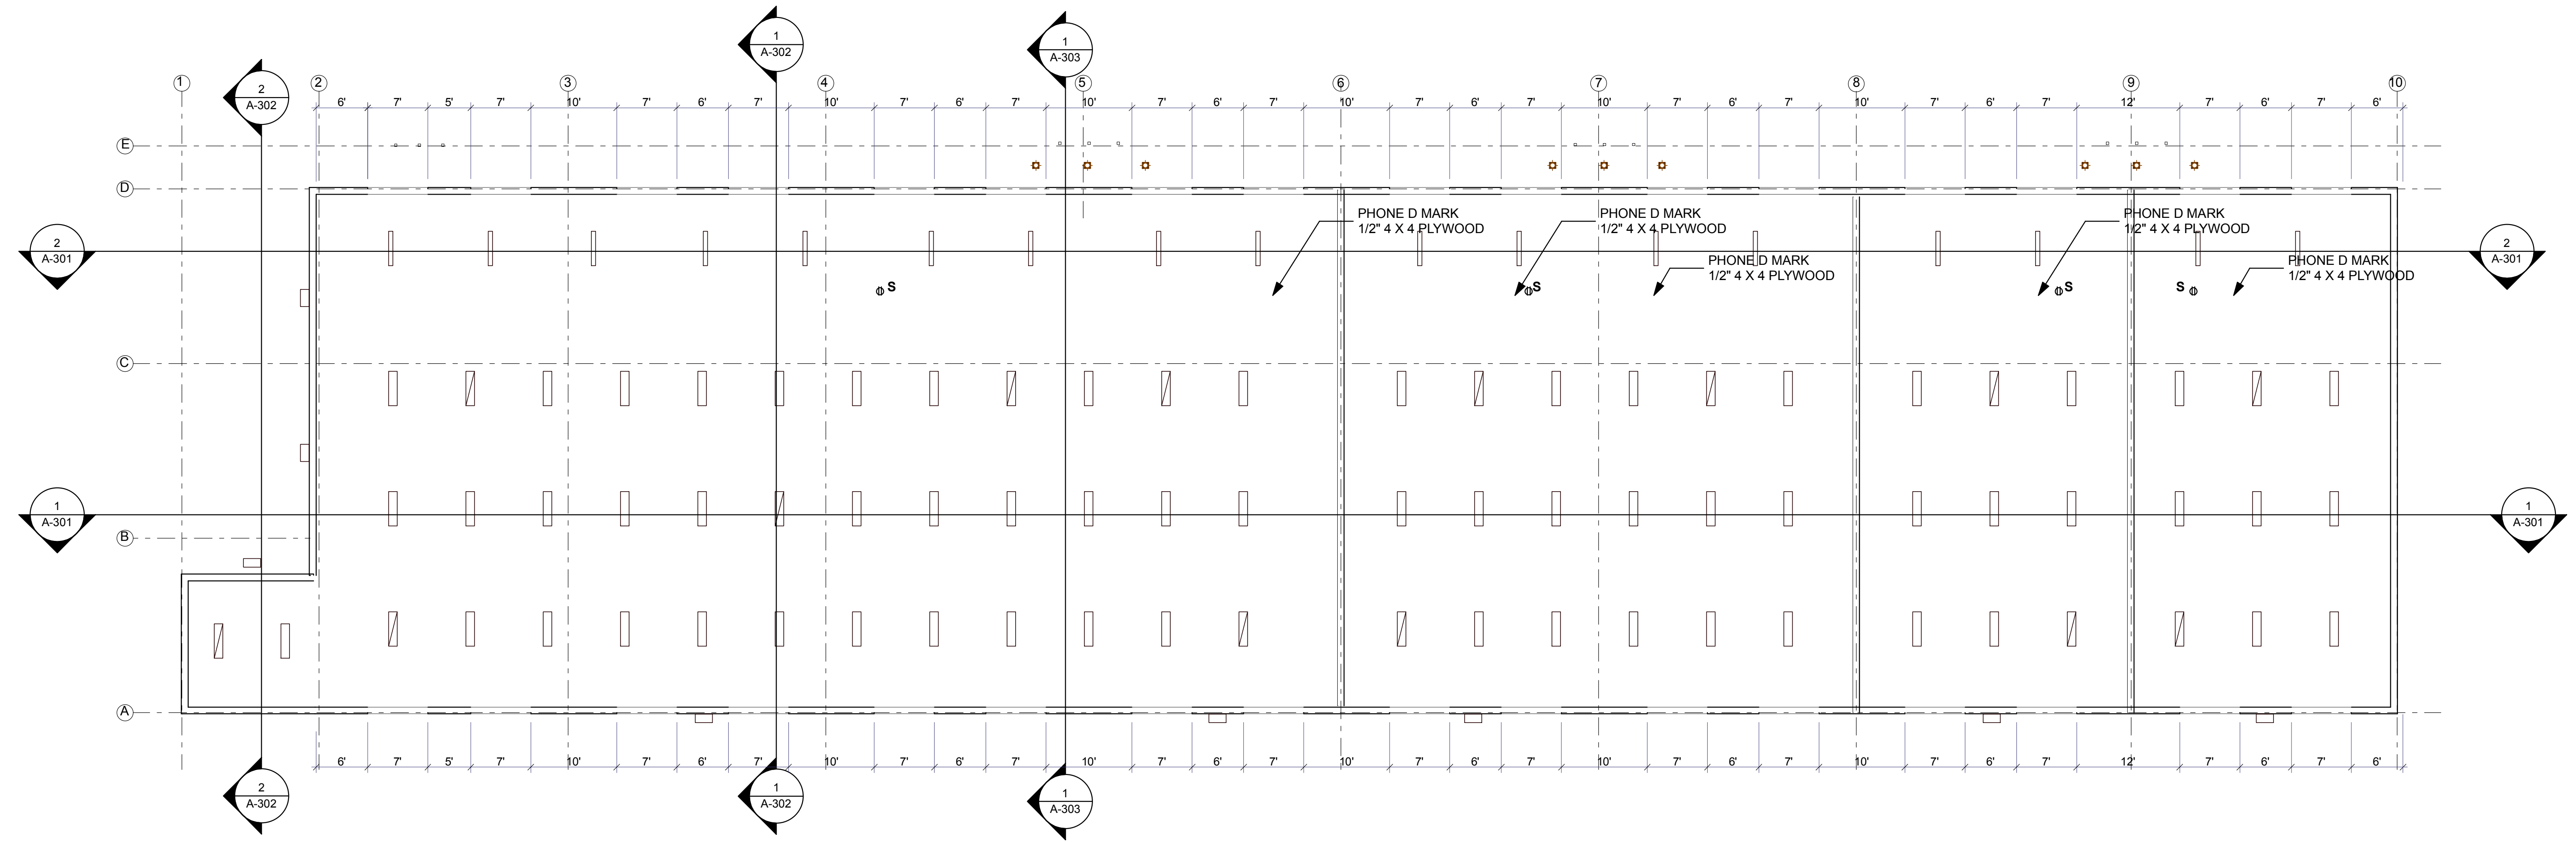 1
A-302
1
A-303
2
A-302
1 2 3 4 5 6 7 8 9 10
6' 7' 5' 7' 10' 7' 6' 7' 10' 7' 6' 7' 10' 7' 6' 7' 10' 7' 6' 7' 10' 7' 6' 7' 10' 7' 6' 7' 12' 7' 6' 7' 6'
E
D
PHONE D MARK
1/2" 4 X 4 PLYWOOD
PHONE D MARK
1/2" 4 X 4 PLYWOOD
PHONE D MARK
1/2" 4 X 4 PLYWOOD
2
A-301
2
A-301
PHONE D MARK
1/2" 4 X 4 PLYWOOD
PHONE D MARK
1/2" 4 X 4 PLYWOOD
S S S S
C
1
A-301
1
A-301
B
A
6' 7' 5' 7' 10' 7' 6' 7' 10' 7' 6' 7' 10' 7' 6' 7' 10' 7' 6' 7' 10' 7' 6' 7' 10' 7' 6' 7' 12' 7' 6' 7' 6'
2
A-302
1
A-302
1
A-303